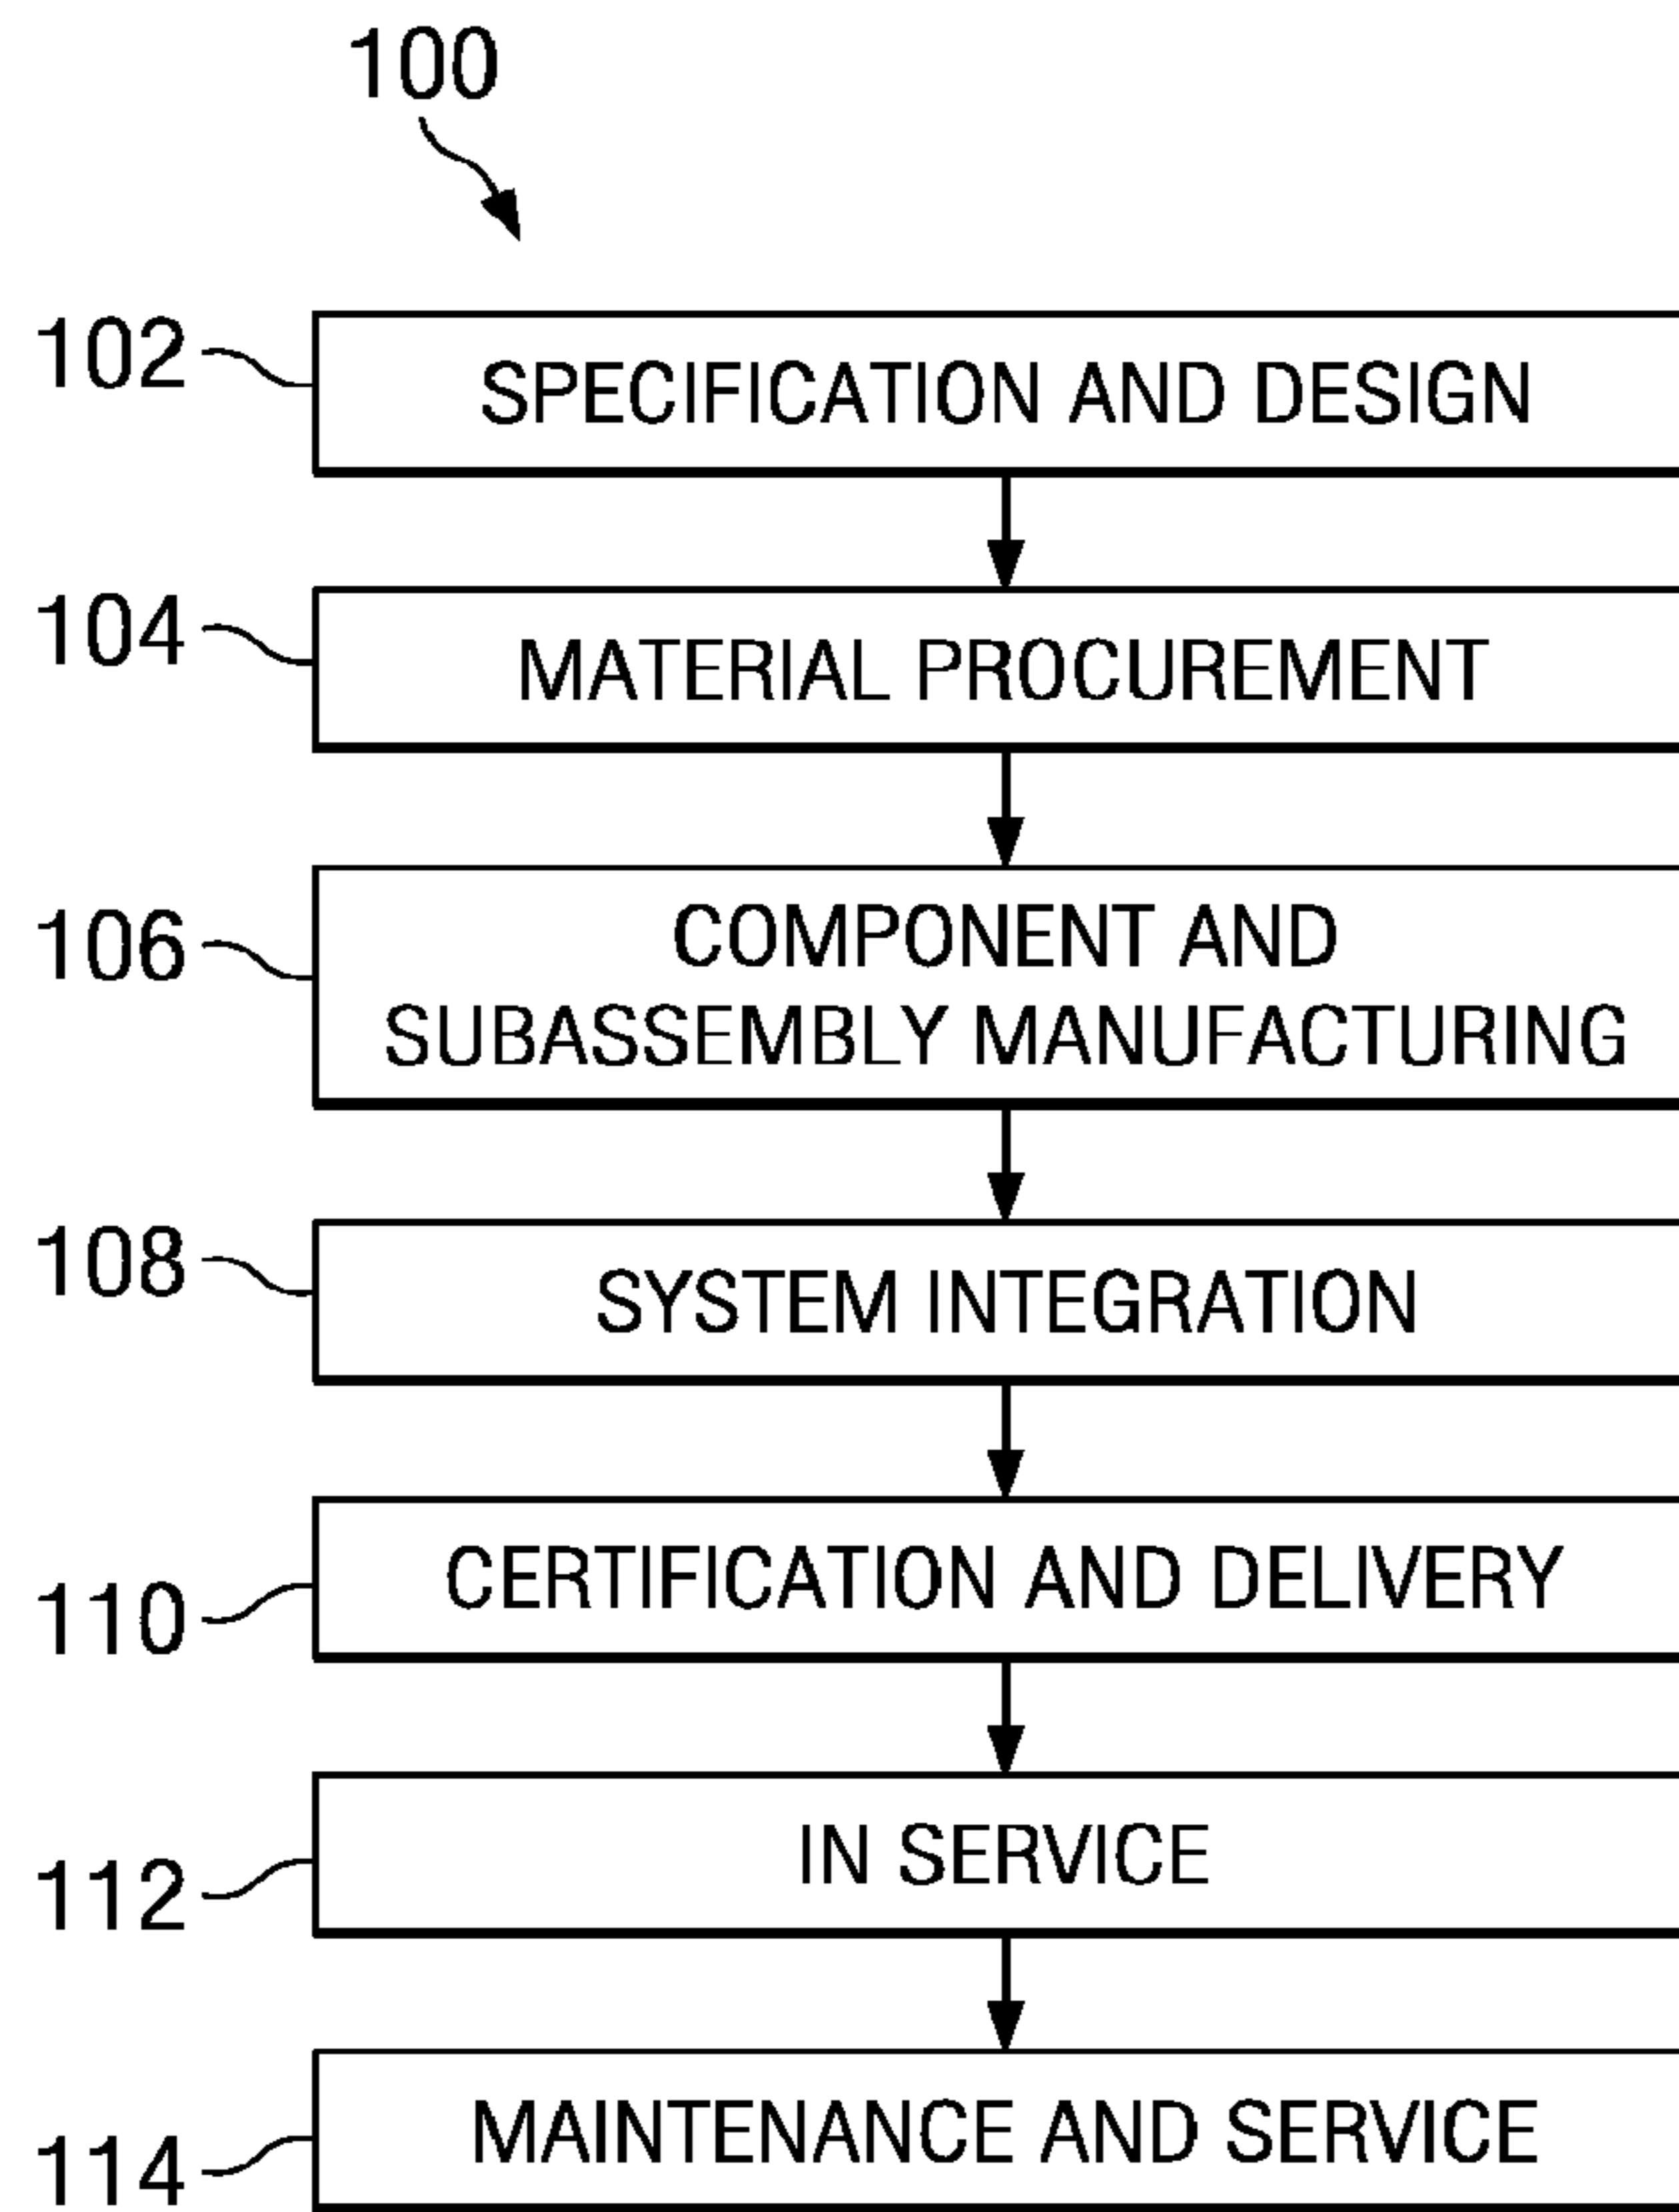 100
102
SPECIFICATION AND DESIGN
104
MATERIAL PROCUREMENT
106
COMPONENT AND
SUBASSEMBLY MANUFACTURING
108
SYSTEM INTEGRATION
110
CERTIFICATION AND DELIVERY
112
IN SERVICE
114
MAINTENANCE AND SERVICE